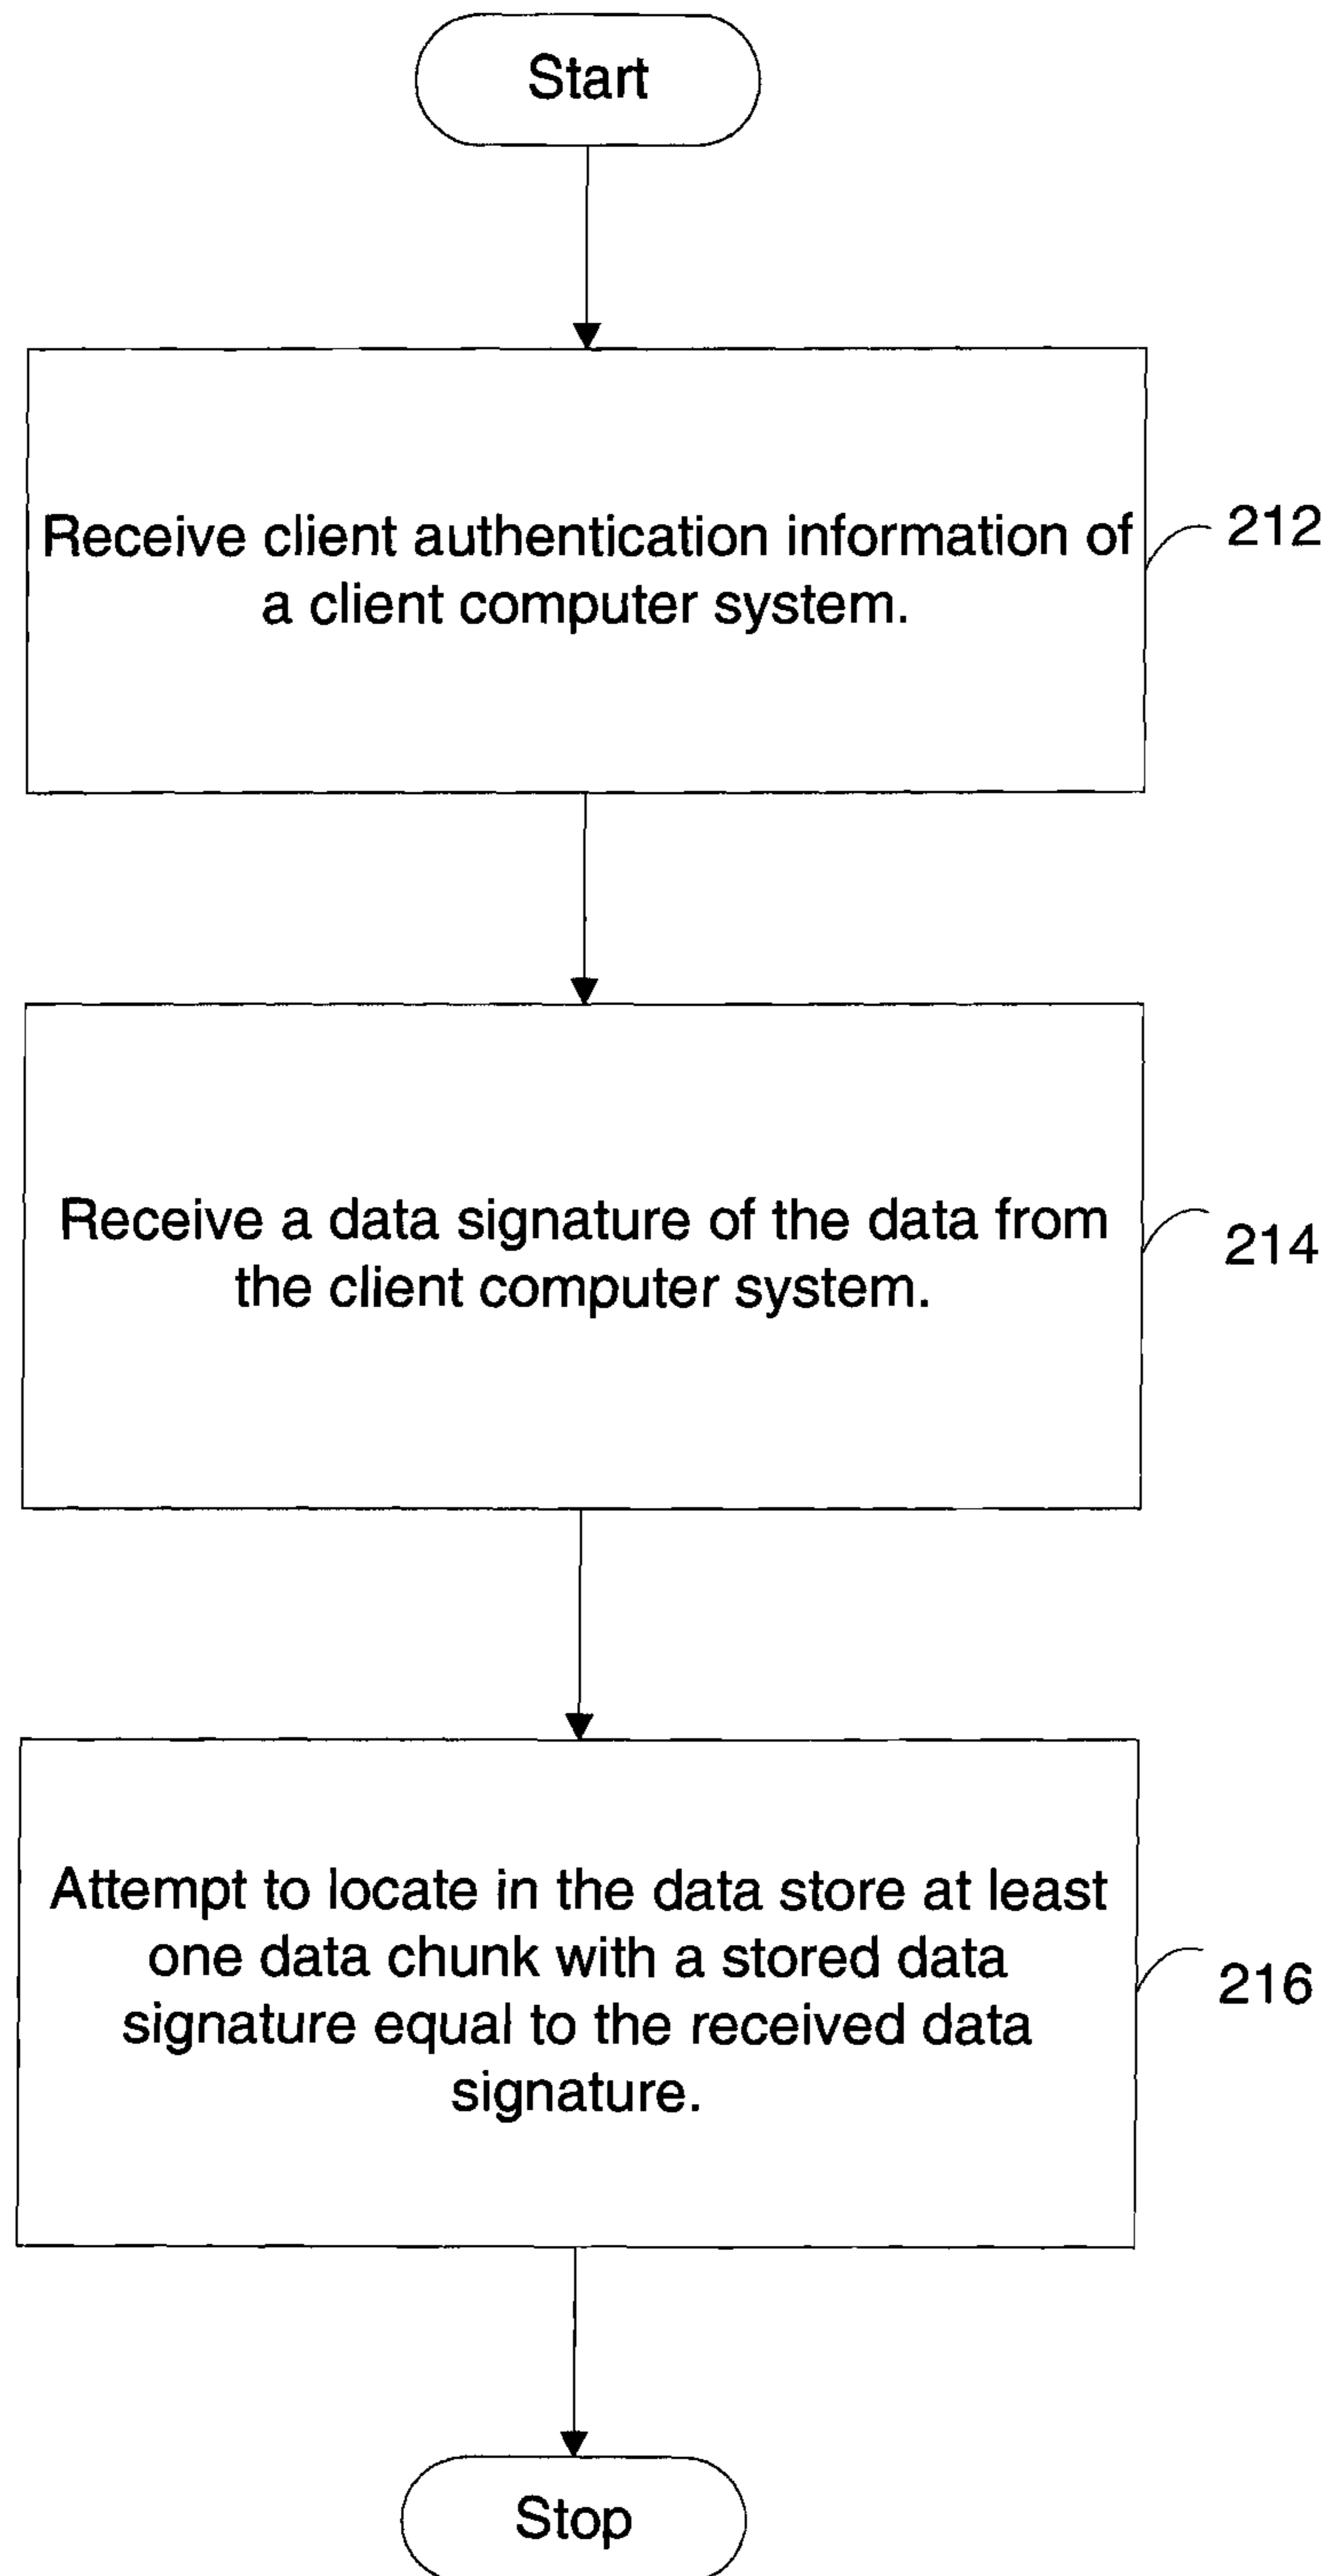 Start
Receive client authentication information of
a client computer system.
212
Receive a data signature of the data from
the client computer system.
214
Attempt to locate in the data store at least
one data chunk with a stored data
signature equal to the received data
signature.
216
Stop